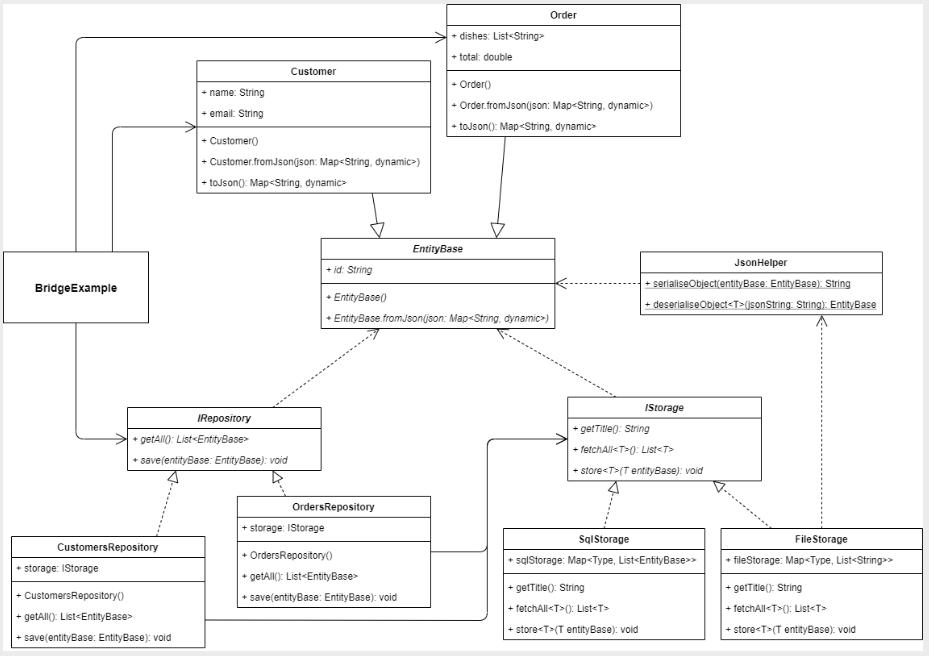 Order
+ dishes: List<String>
+ total: double
+ Order()
+ Order.fromJson(json: Map<String, dynamic>)
+ toJson(): Map<String, dynamic>
Customer
+ name: String
+ email: String
+ Customer()
+ Customer.fromJson(json: Map<String, dynamic>)
+ toJson(): Map<String, dynamic>
BridgeExample
EntityBase
+ id: String
+ EntityBase()
+ EntityBase.fromJson(json: Map<String, dynamic>)
JsonHelper
+ serialiseObject(entityBase: EntityBase): String
+ deserialiseObject<T>(jsonString: String): EntityBase
IRepository
+ getAll(): List<EntityBase>
+ save(entityBase: EntityBase): void
IStorage
+ getTitle(): String
+ fetchAll<T>(): List<T>
+ store<T>(T entityBase): void
OrdersRepository
+ storage: IStorage
+ OrdersRepository()
+ getAll(): List<EntityBase>
+ save(entityBase: EntityBase): void
CustomersRepository
+ storage: IStorage
+ CustomersRepository()
+ getAll(): List<EntityBase>
+ save(entityBase: EntityBase): void
SqlStorage
+ sqlStorage: Map<Type, List<EntityBase>>
+ getTitle(): String
+ fetchAll<T>(): List<T>
+ store<T>(T entityBase): void
FileStorage
+ fileStorage: Map<Type, List<String>>
+ getTitle(): String
+ fetchAll<T>(): List<T>
+ store<T>(T entityBase): void